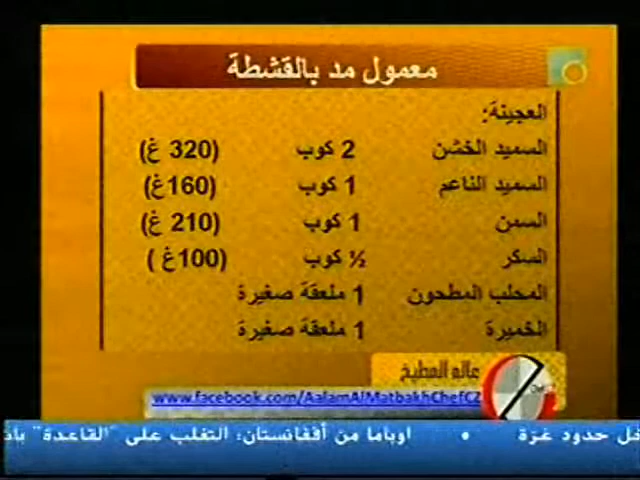 معمول مد بالقشطة
العجينة:
السميد الخشن 2 كوب (320 غ)
السميد الناعم 1 كوب (160غ)
السمن 1 كوب (210 غ)
السكر ½ كوب (100غ )
المحلب المطحون 1 ملعقة صغيرة
الخميرة 1 ملعقة صغيرة
عالم المطبخ
www.facebook.com/AalamAlMatbakhChefCZ
حدود غزة • اوباما من أفغانستان: التغلب على "القاعدة"